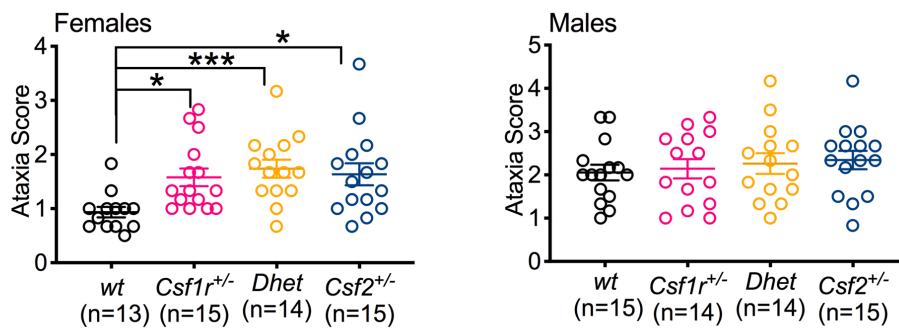 Females
Ataxia Score
4
3
2
1
0
*
***
*
wt
(n=13)
Csf1r+/-
(n=15)
Dhet
(n=14)
Csf2+/-
(n=15)
Males
Ataxia Score
5
4
3
2
1
0
wt
(n=15)
Csf1r+/-
(n=14)
Dhet
(n=14)
Csf2+/-
(n=15)